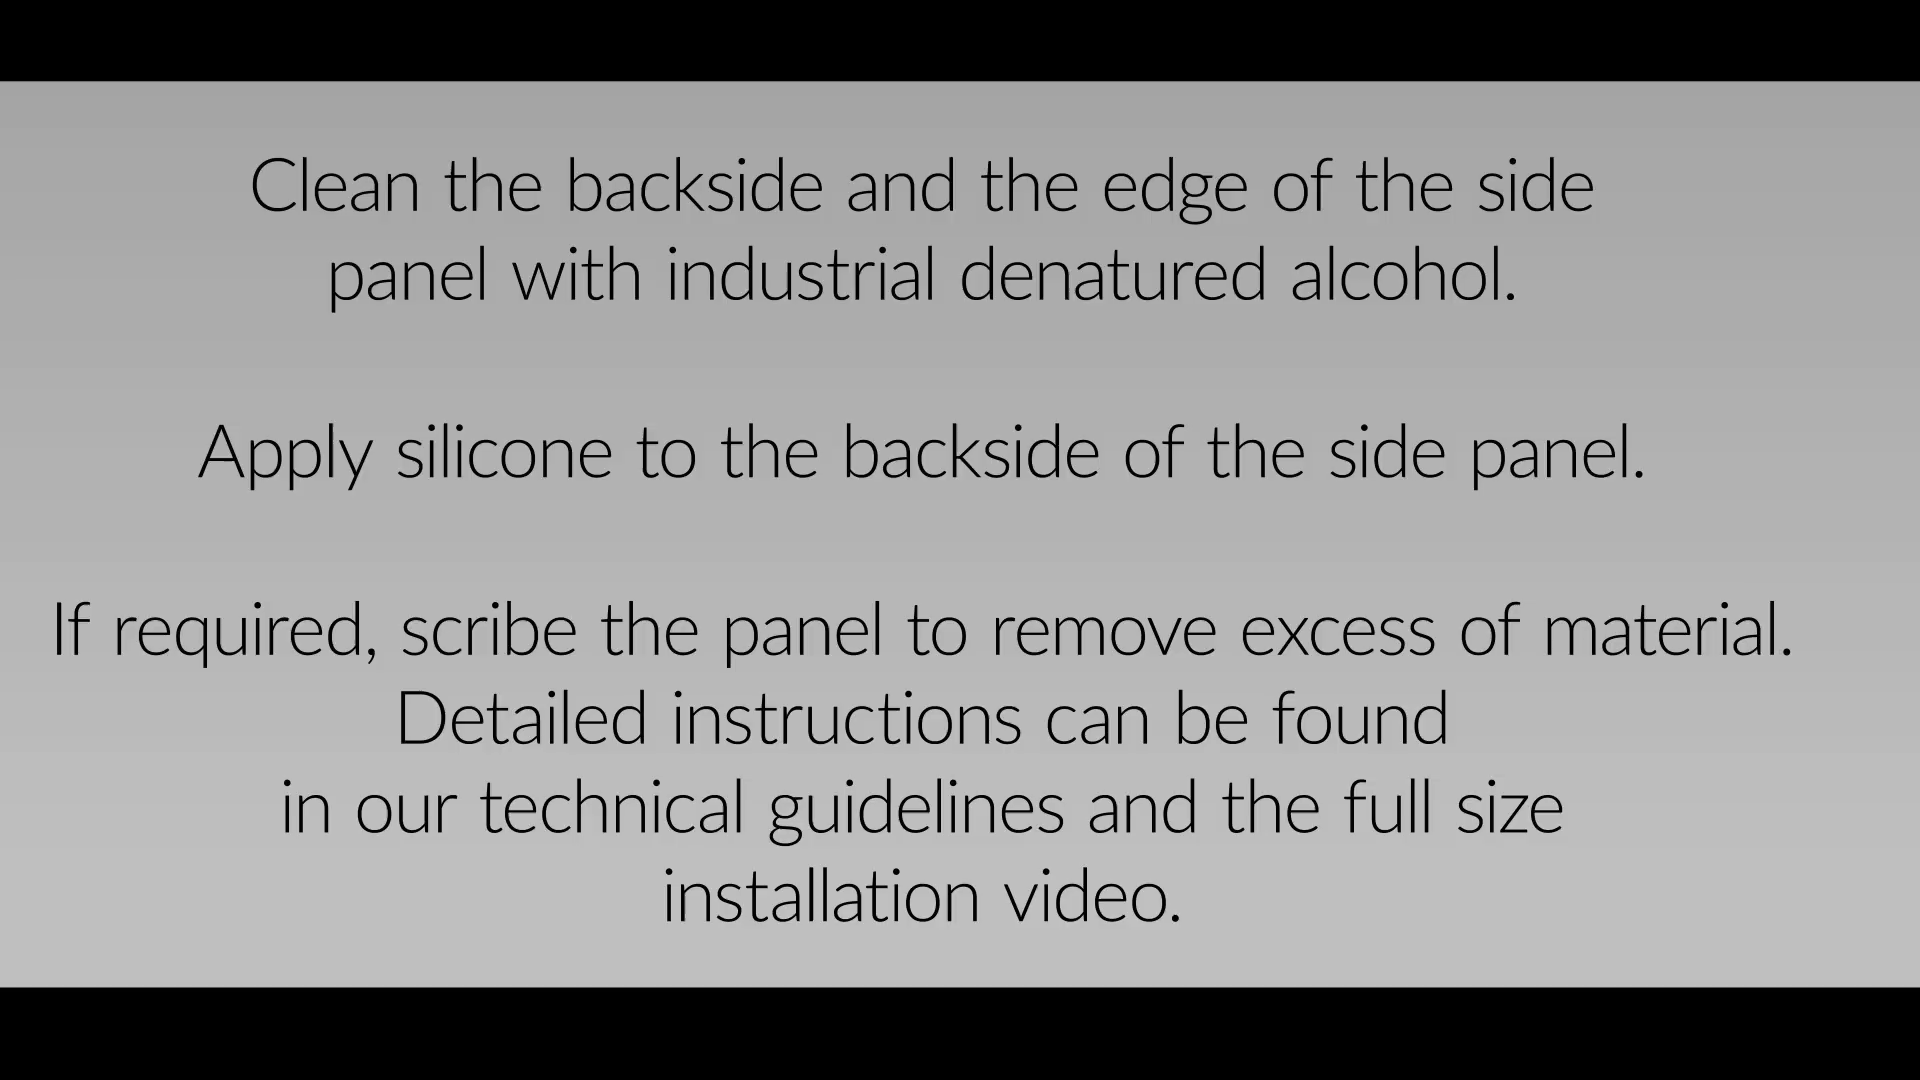 Clean the backside and the edge of the side
panel with industrial denatured alcohol.
Apply silicone to the backside of the side panel.
If required, scribe the panel to remove excess of material.
Detailed instructions can be found
in our technical guidelines and the full size
installation video.